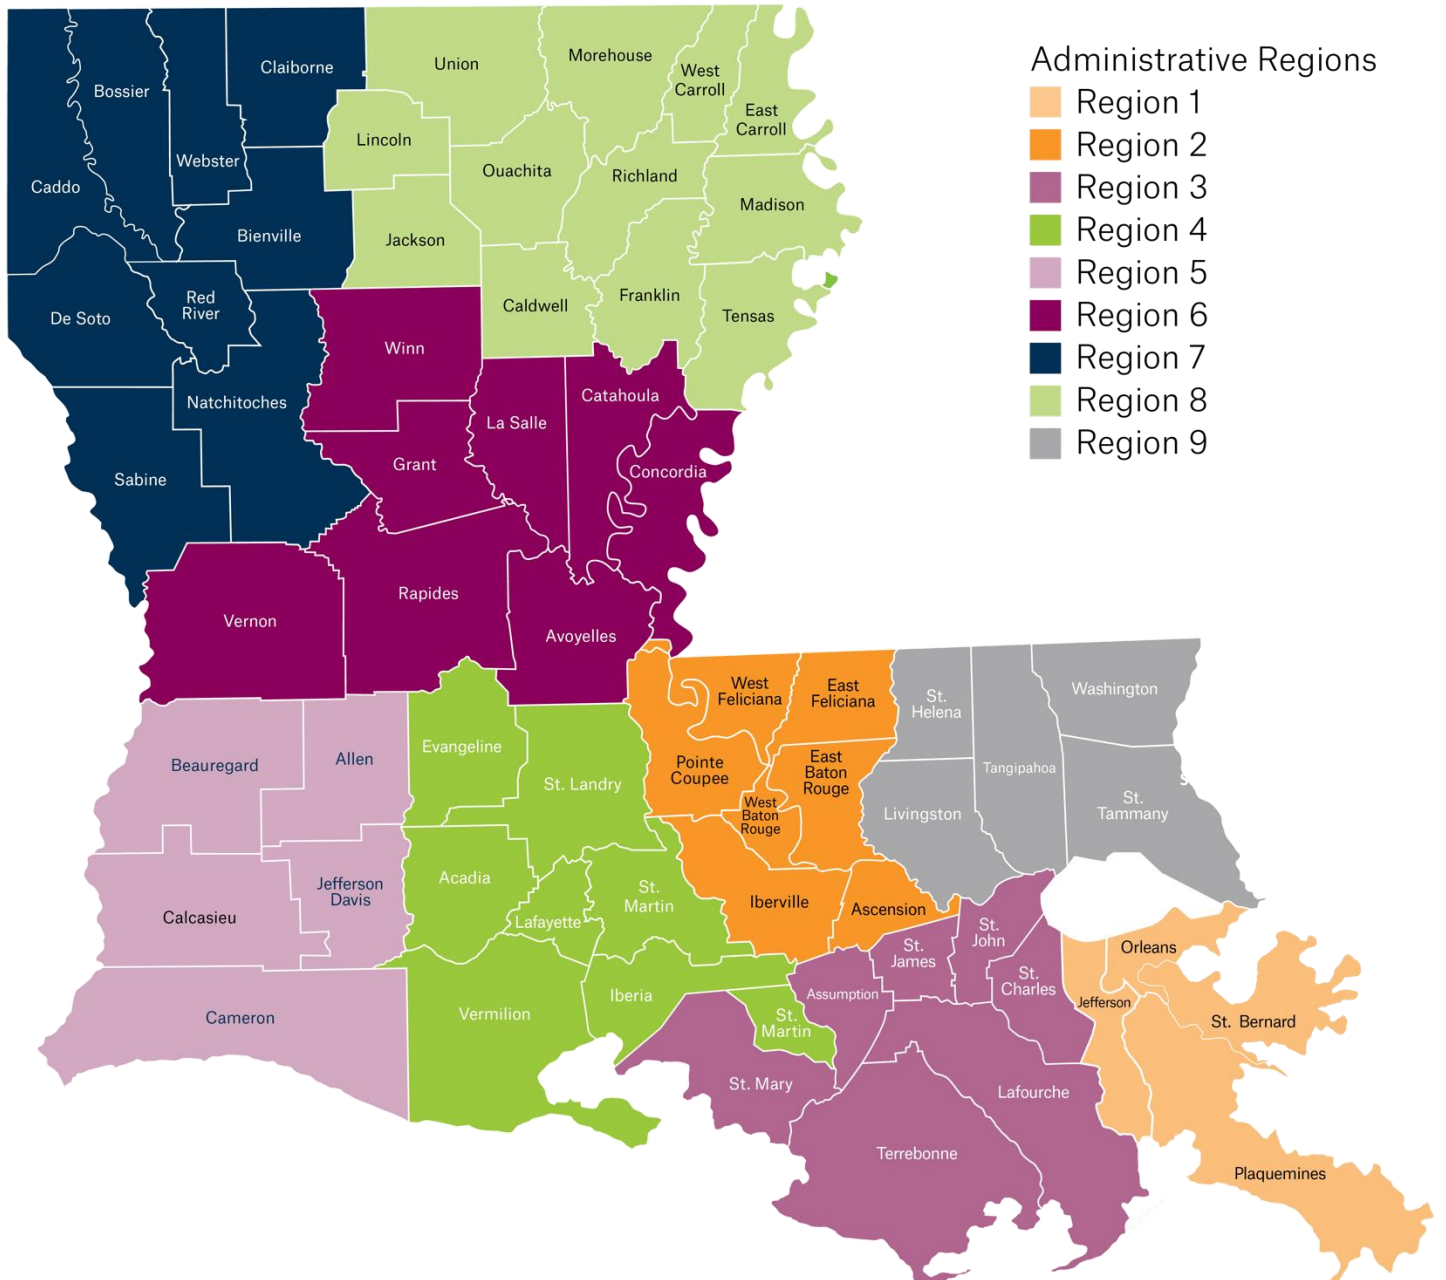 Administrative Regions
Region 1
Region 2
Region 3
Region 4
Region 5
Region 6
Region 7
Region 8
Region 9
Claiborne
Bossier
Webster
Caddo
Bienville
Red
River
De Soto
Natchitoches
Sabine
Union
Morehouse
West
Carroll
East
Carroll
Lincoln
Ouachita
Richland
Madison
Jackson
Caldwell
Franklin
Tensas
Winn
Catahoula
La Salle
Grant
Concordia
Rapides
Vernon
Avoyelles
West
Feliciana
East
Feliciana
Pointe
Coupee
East
Baton
Rouge
West
Baton
Rouge
Iberville
Ascension
St.
Helena
Washington
Tangipahoa
Livingston
St.
Tammany
S
Beauregard
Allen
Jefferson
Davis
Calcasieu
Cameron
Evangeline
St. Landry
Acadia
Lafayette
St.
Martin
Iberia
Vermilion
St.
Martin
St.
James
St.
John
St.
Charles
Assumption
St. Mary
Lafourche
Terrebonne
Orleans
Jefferson
St. Bernard
Plaquemines